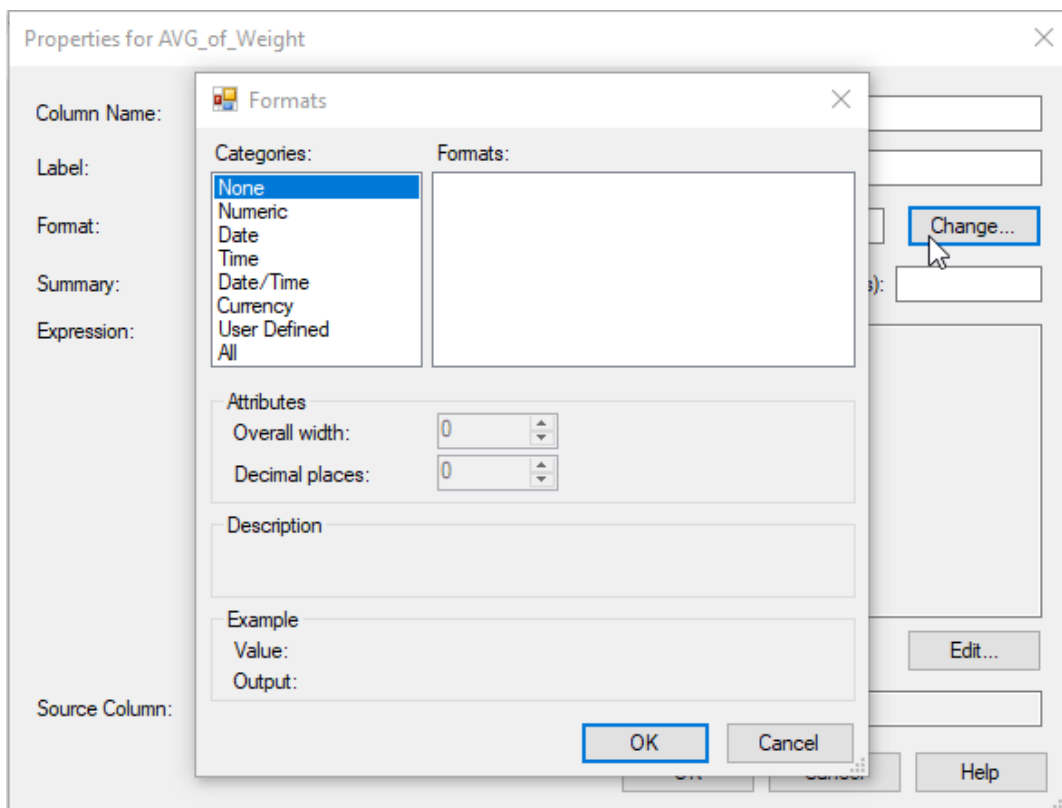 Properties for AVG_of_Weight
Formats
Column Name:
Label:
Format:
Change...
Summary:
s):
Expression:
Categories:
Formats:
None
Numeric
Date
Time
Date/Time
Currency
User Defined
All
Attributes
Overall width:
0
Decimal places:
0
Description
Example
Value:
Output:
Edit...
Source Column:
OK
Cancel
Help